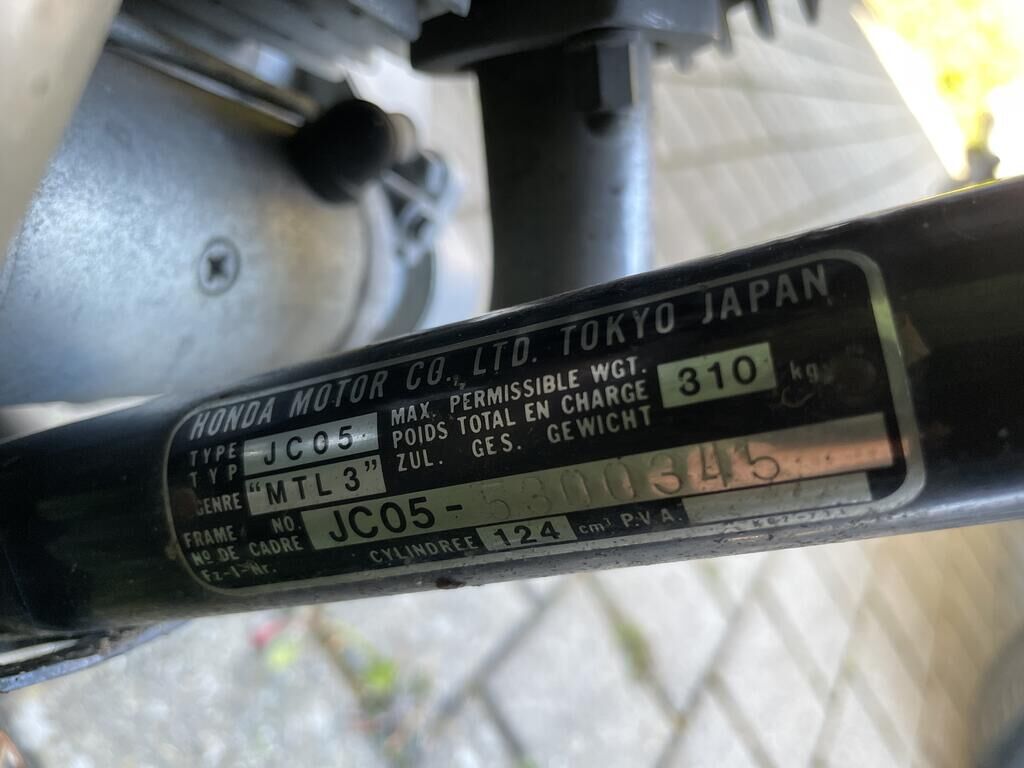 HONDA MOTOR CO., LTD. TOKYO JAPAN
TYPE
TYP
JC05
MAX. PERMISSIBLE WGT.
POIDS TOTAL EN CHARGE
ZUL. GES. GEWICHT
310 kg
GENRE "MTL3"
FRAME NO.
NO DE CADRE
Fz-I-Nr.
JC05-5300345
CYLINDREE 124 cm³ P.V.A.